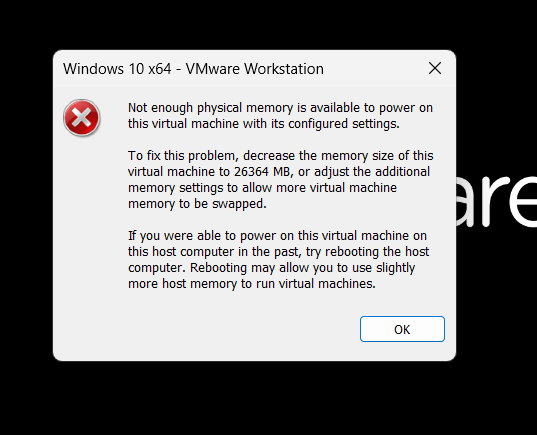 Windows 10 x64 - VMware Workstation
Not enough physical memory is available to power on
this virtual machine with its configured settings.
To fix this problem, decrease the memory size of this
virtual machine to 26364 MB, or adjust the additional
memory settings to allow more virtual machine
memory to be swapped.
are
If you were able to power on this virtual machine on
this host computer in the past, try rebooting the host
computer. Rebooting may allow you to use slightly
more host memory to run virtual machines.
OK